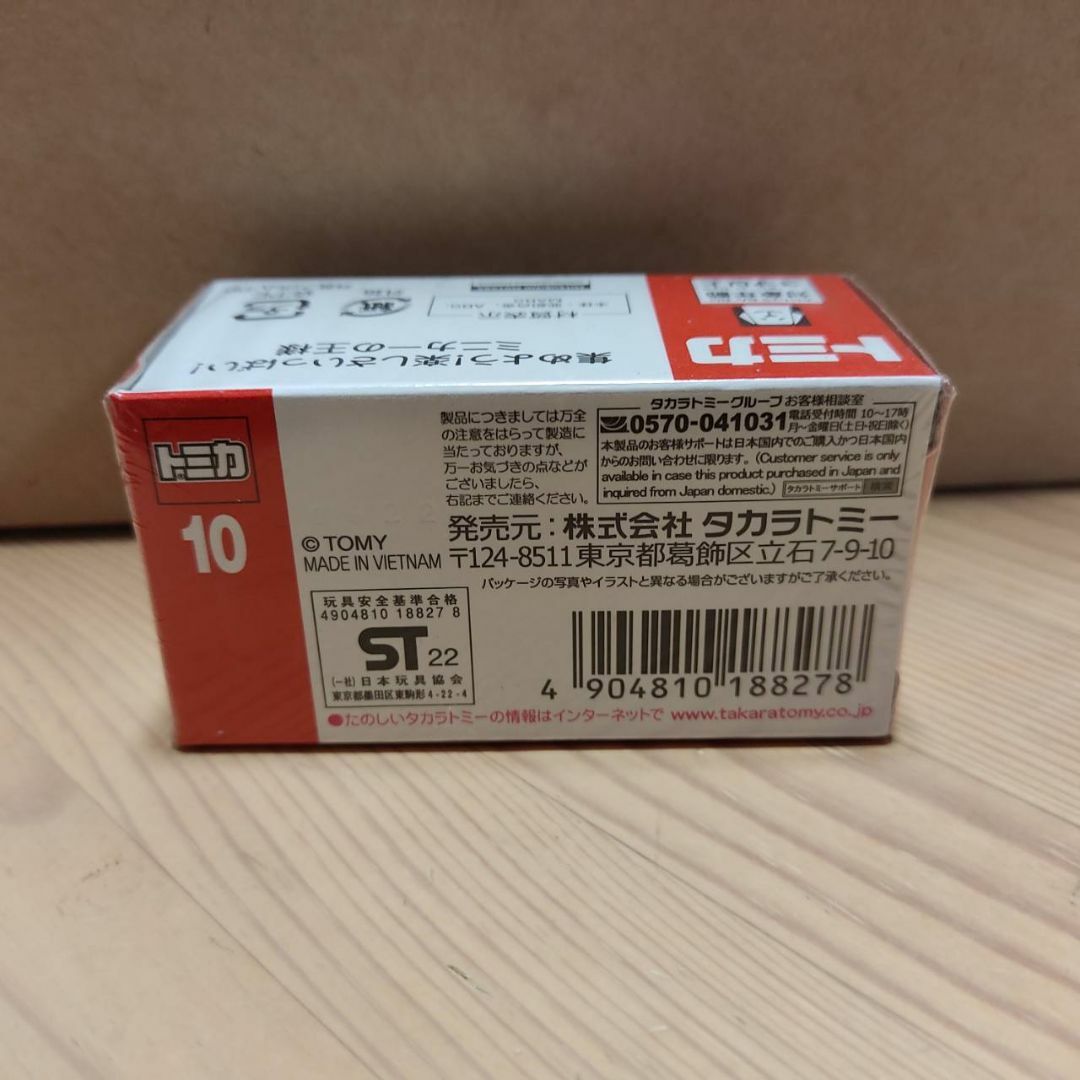 トミカ
集めよう!楽しさいっぱい!
ミニカーの王様
材質表示
紙
トミカ
10
製品につきましては万全
の注意をはらって製造に
当たっておりますが、
万一お気づきの点などが
ございましたら、
右記までご連絡ください。
タカラトミーグループ お客様相談室
0570-041031 電話受付時間 10〜17時
月〜金曜日(土日・祝日除く)
本製品のお客様サポートは日本国内でのご購入かつ日本国内
からのお問い合わせに限ります。(Customer service is only
available in case this product purchased in Japan and
inquired from Japan domestic.) タカラトミーサポート 検索
© TOMY
MADE IN VIETNAM
発売元:株式会社 タカラトミー
〒124-8511 東京都葛飾区立石7-9-10
パッケージの写真やイラストと異なる場合がございますがご了承ください。
玩具安全基準合格
4904810 18827 8
ST 22
(一社)日本玩具協会
東京都墨田区東駒形4-22-4
4 904810 188278
●たのしいタカラトミーの情報はインターネットで www.takaratomy.co.jp